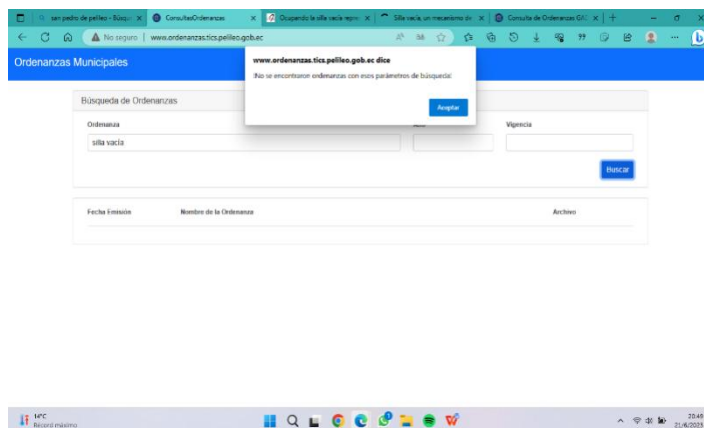 san pedro de pelileo - Búsqu
ConsultasOrdenanzas
Ocupando la silla vacía repre
Silla vacía, un mecanismo de
Consulta de Ordenanzas GAD
No seguro | www.ordenanzas.tics.pelileo.gob.ec
Ordenanzas Municipales
www.ordenanzas.tics.pelileo.gob.ec dice
!No se encontraron ordenanzas con esos parámetros de búsqueda!
Aceptar
Búsqueda de Ordenanzas
Ordenanza
Vigencia
silla vacía
Buscar
Fecha Emisión Nombre de la Ordenanza Archivo
14°C
Récord máximo
20:49
21/6/2023